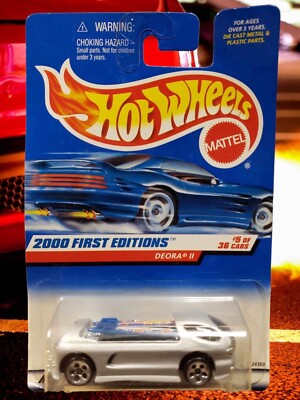 WARNING:
CHOKING HAZARD—
Small parts. Not for children
under 3 years.
FOR AGES
OVER 3 YEARS.
DIE CAST METAL &
PLASTIC PARTS.
Hot Wheels
MATTEL
2000 FIRST EDITIONS™
#5 OF
36 CARS
DEORA® II